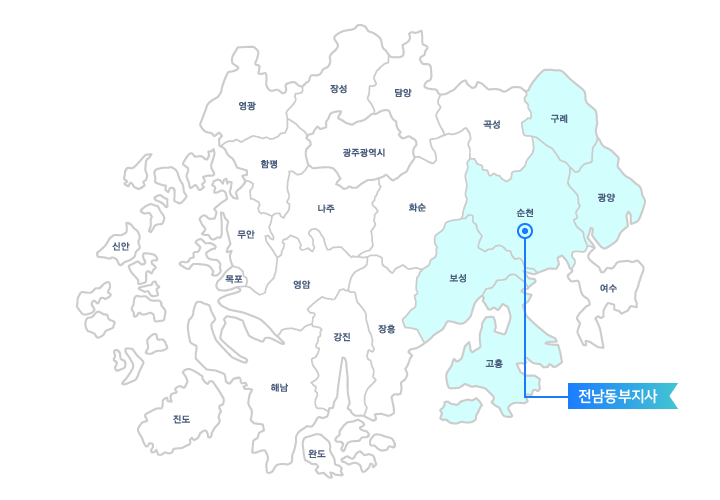 장성
담양
영광
곡성
구례
광주광역시
함평
광양
나주
화순
순천
무안
신안
보성
목포
영암
여수
장흥
강진
고흥
해남
전남동부지사
진도
완도